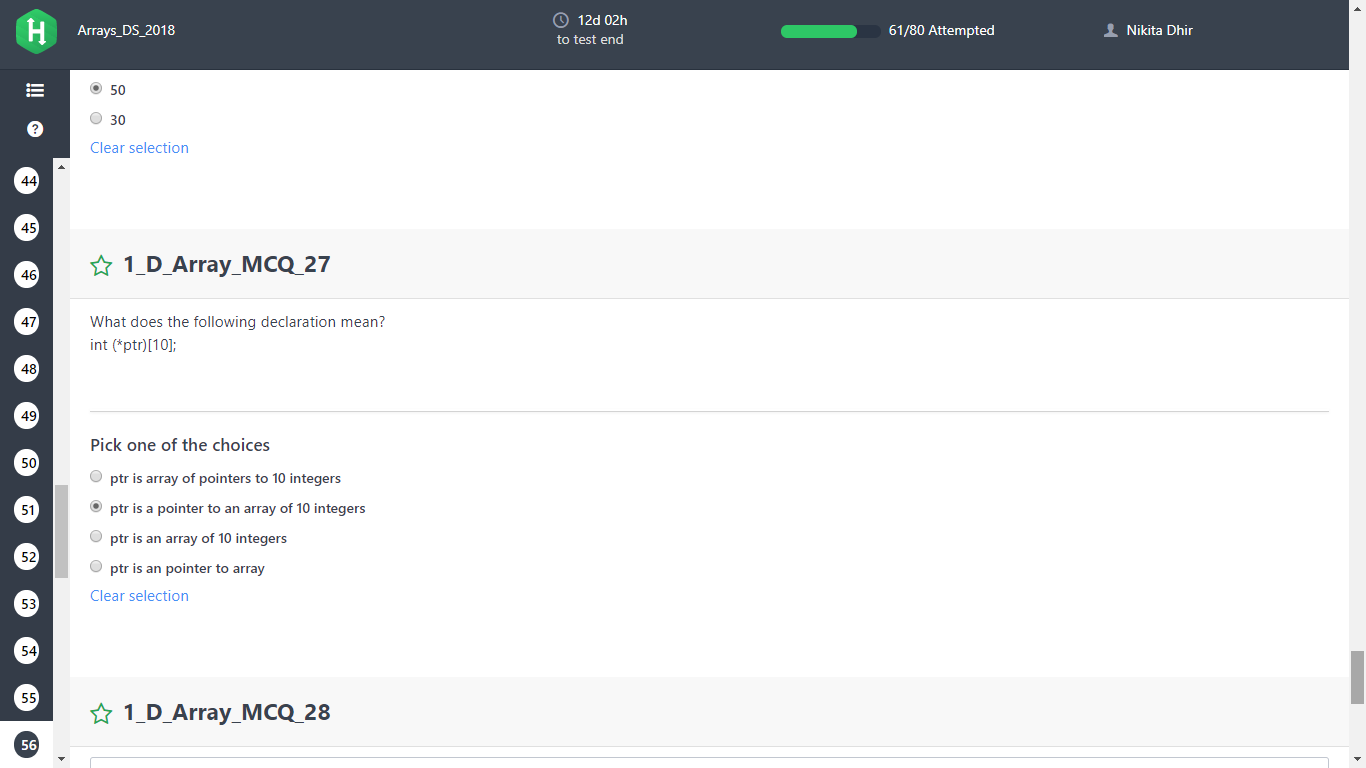 Arrays_DS_2018
12d 02h
to test end
61/80 Attempted
Nikita Dhir
?
44
45
46
47
48
49
50
51
52
53
54
55
56
50
30
Clear selection
1_D_Array_MCQ_27
What does the following declaration mean?
int (*ptr)[10];
Pick one of the choices
ptr is array of pointers to 10 integers
ptr is a pointer to an array of 10 integers
ptr is an array of 10 integers
ptr is an pointer to array
Clear selection
1_D_Array_MCQ_28